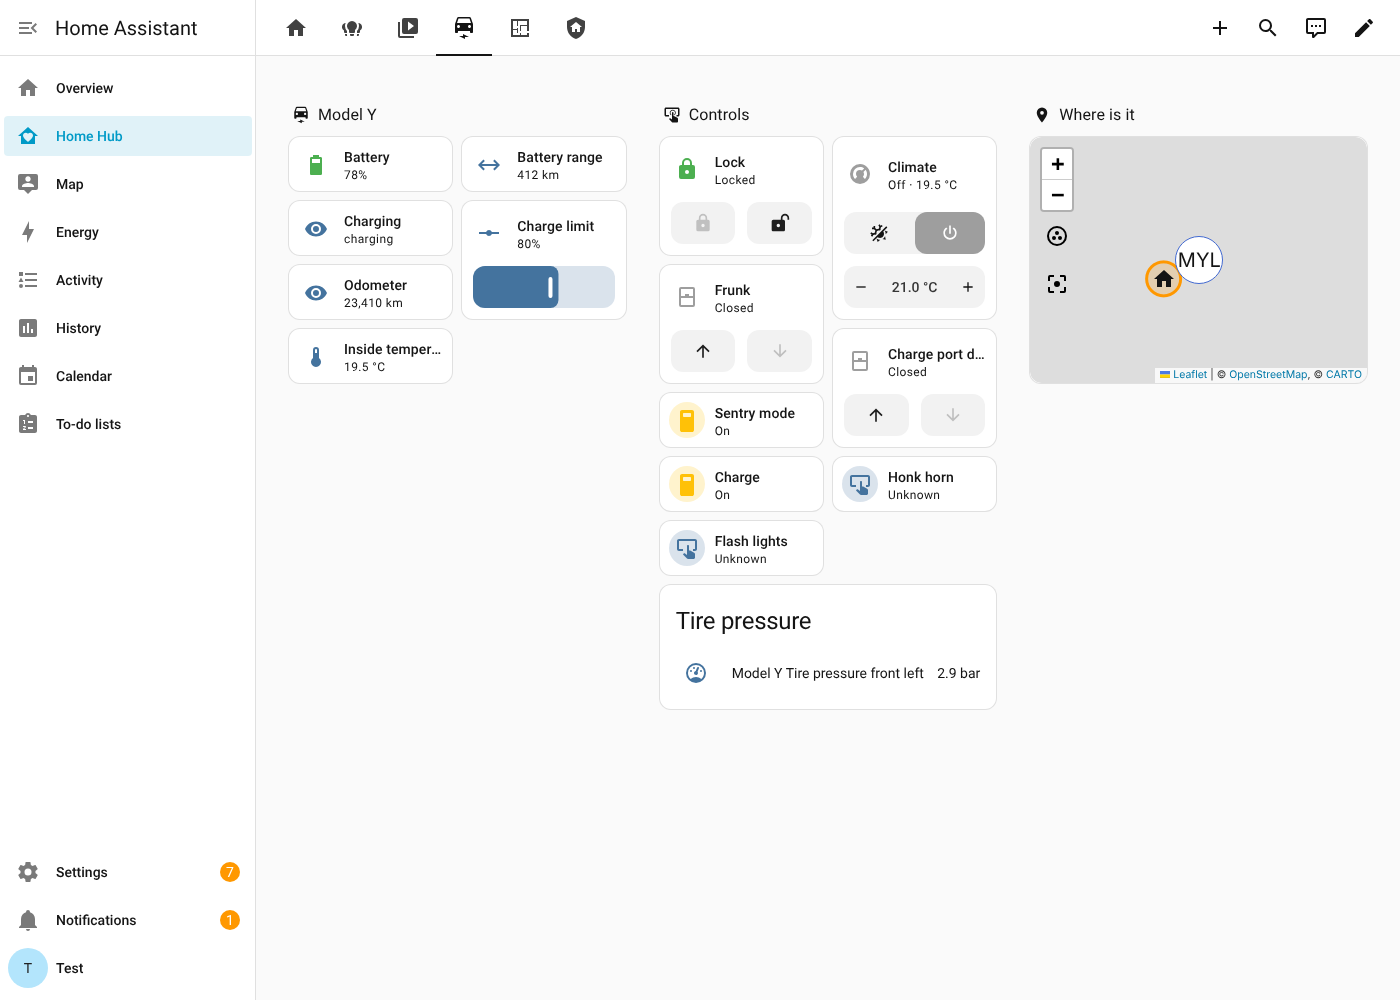 Home Assistant
Overview
Home Hub
Map
Energy
Activity
History
Calendar
To-do lists
Settings 7
Notifications 1
T Test
Model Y
Battery
78%
Battery range
412 km
Charging
charging
Charge limit
80%
Odometer
23,410 km
Inside temper...
19.5 °C
Controls
Lock
Locked
Climate
Off · 19.5 °C
21.0 °C
Frunk
Closed
Charge port d...
Closed
Sentry mode
On
Charge
On
Honk horn
Unknown
Flash lights
Unknown
Tire pressure
Model Y Tire pressure front left 2.9 bar
Where is it
+
−
MYL
Leaflet | © OpenStreetMap, © CARTO